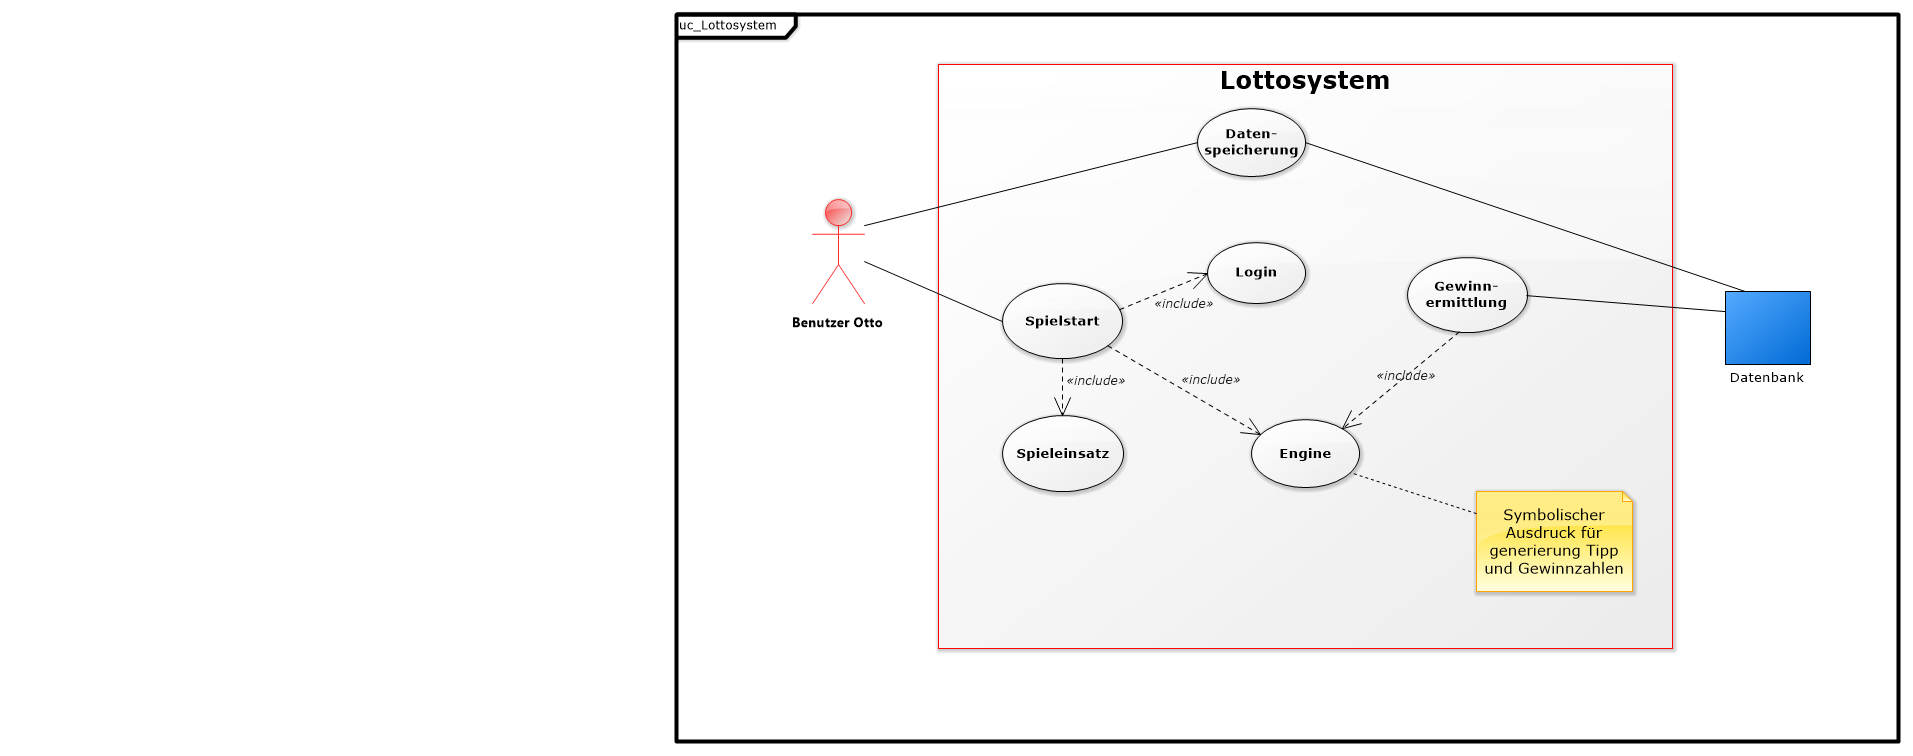 uc_Lottosystem
Lottosystem
Daten-
speicherung
Login
«include»
Gewinn-
ermittlung
Spielstart
Benutzer Otto
«include»
«include»
«include»
Datenbank
Spieleinsatz
Engine
Symbolischer
Ausdruck für
generierung Tipp
und Gewinnzahlen